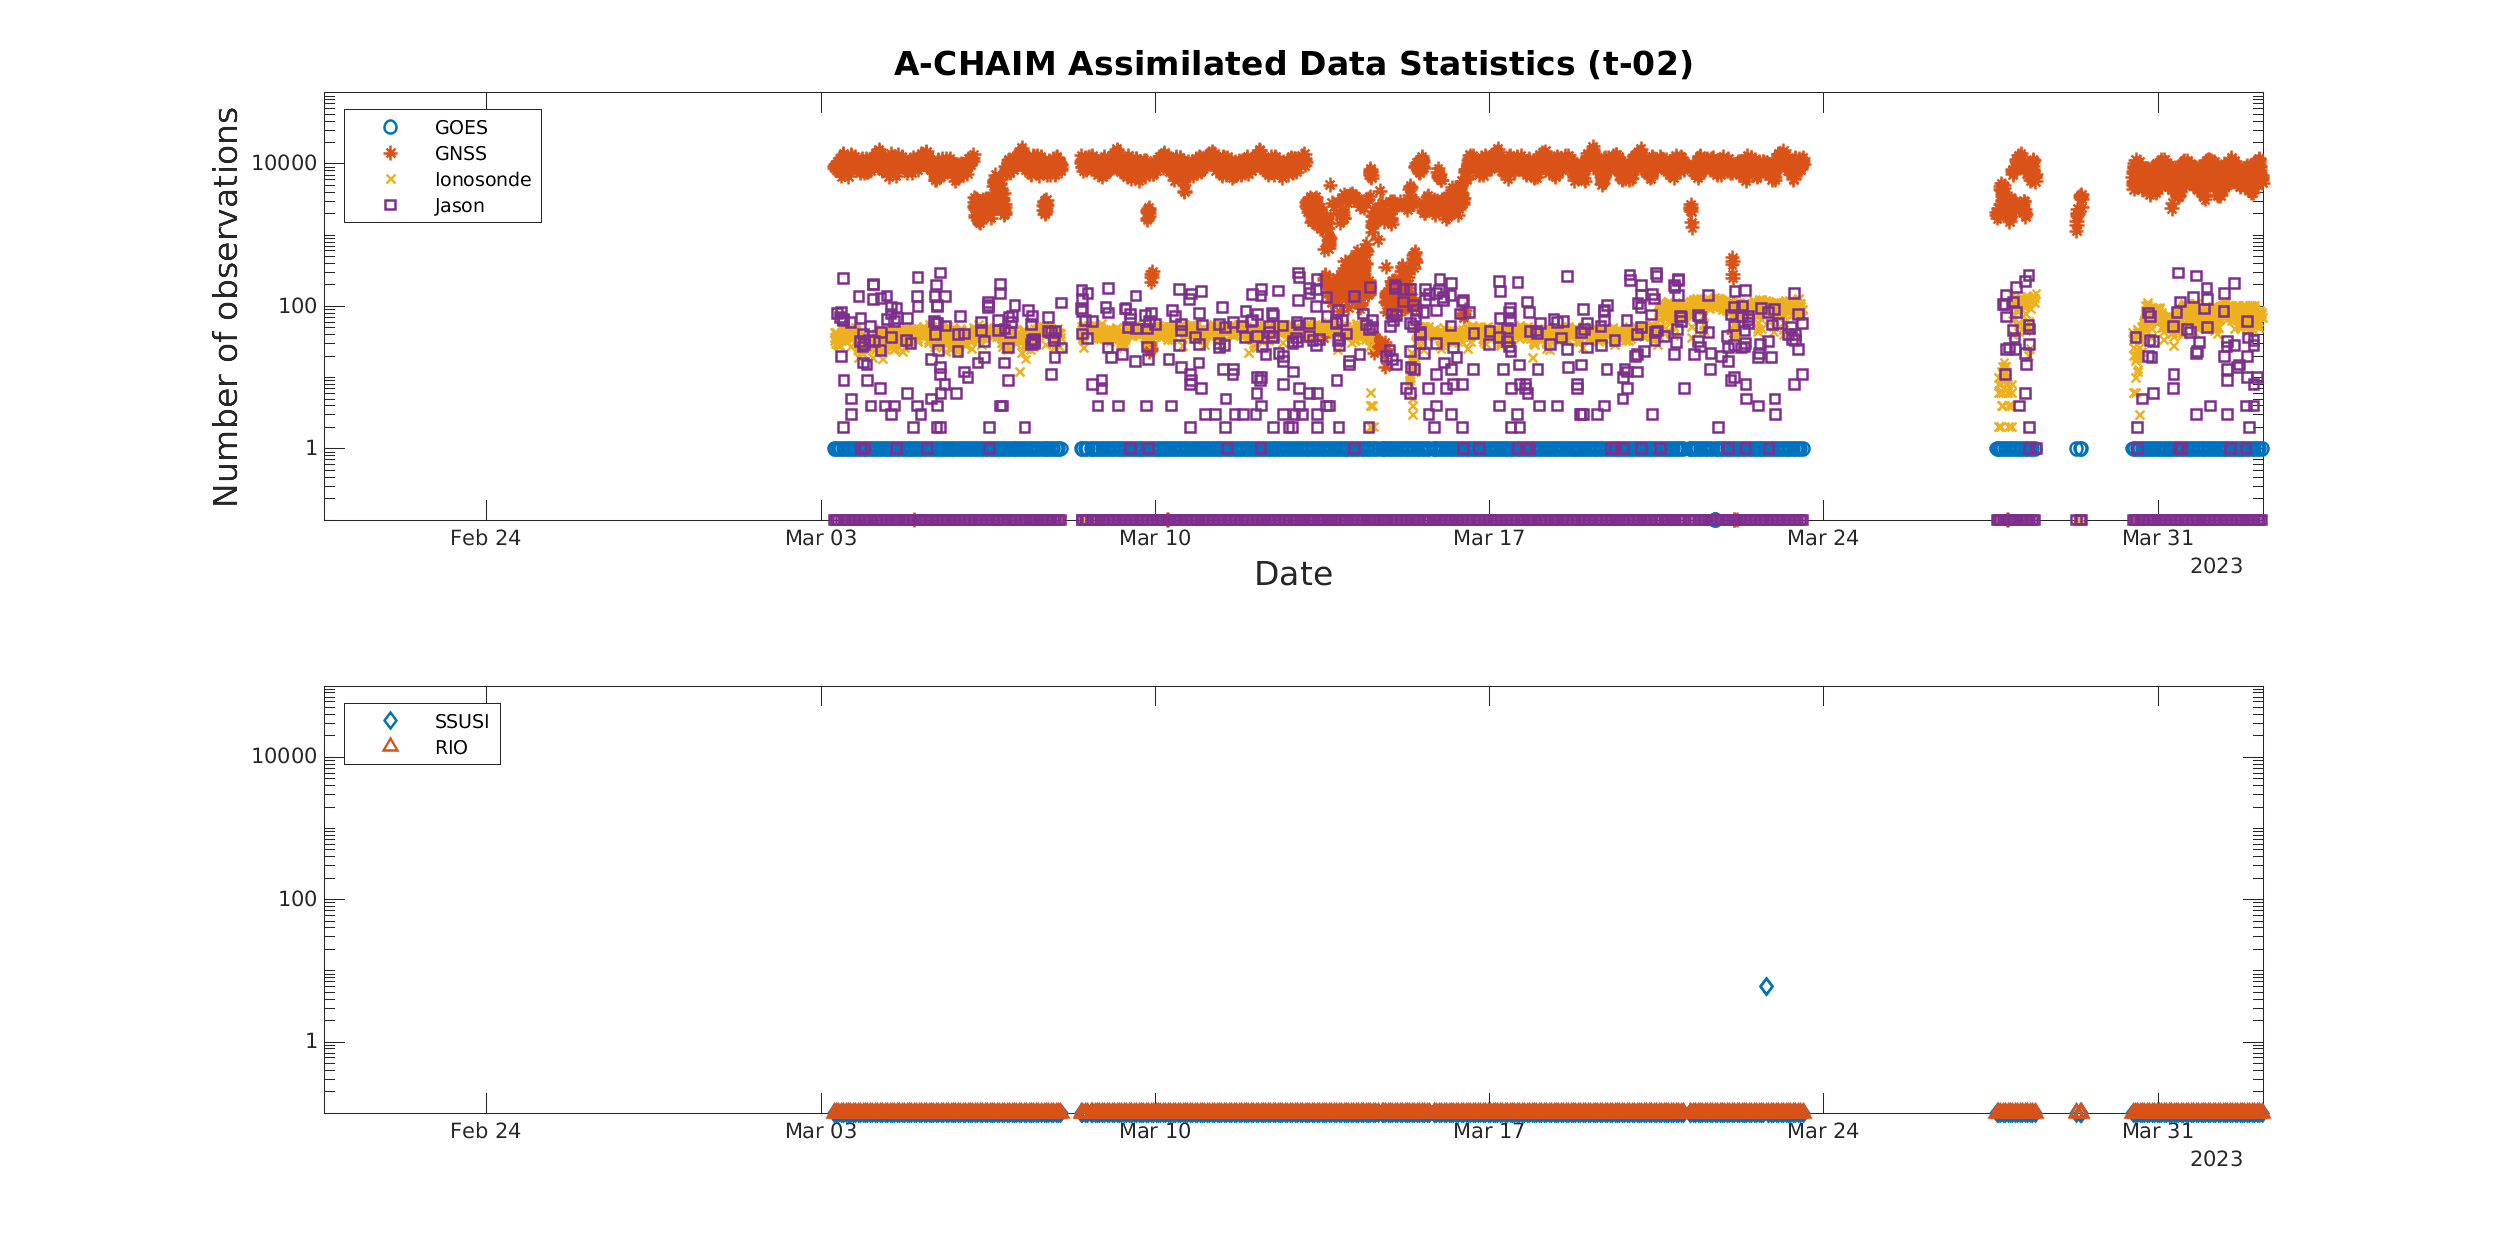 A-CHAIM Assimilated Data Statistics (t-02)
GOES
GNSS
Ionosonde
Jason
Number of observations
10000
100
1
Feb 24
Mar 03
Mar 10
Mar 17
Mar 24
Mar 31
2023
Date
SSUSI
RIO
10000
100
1
Feb 24
Mar 03
Mar 10
Mar 17
Mar 24
Mar 31
2023